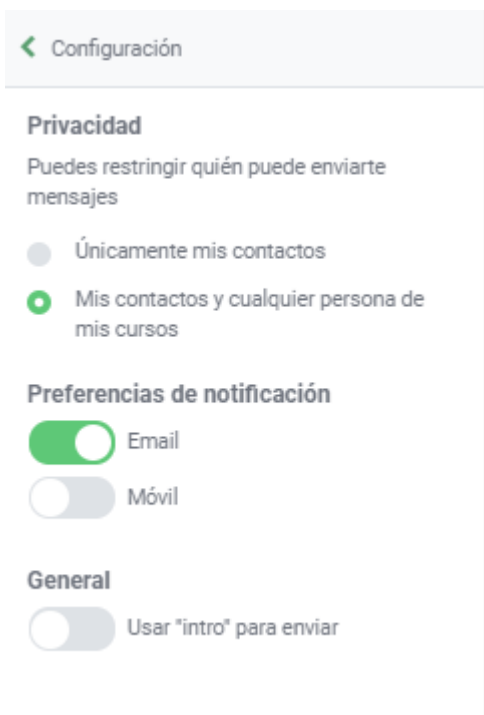 Configuración
Privacidad
Puedes restringir quién puede enviarte
mensajes
Únicamente mis contactos
Mis contactos y cualquier persona de
mis cursos
Preferencias de notificación
Email
Móvil
General
Usar "intro" para enviar